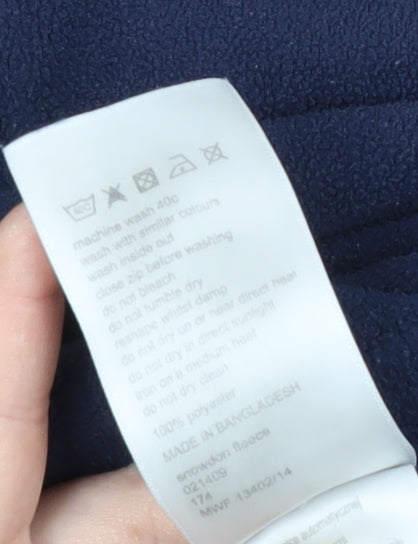 40C
machine wash 40c
wash with similar colours
wash inside out
close zip before washing
do not bleach
do not tumble dry
reshape whilst damp
do not dry on or near direct heat
do not dry in direct sunlight
iron on a medium heat
do not dry clean
100% polyester
MADE IN BANGLADESH
snowdon fleece
021409
174
MWF 13402/14
automatycznej